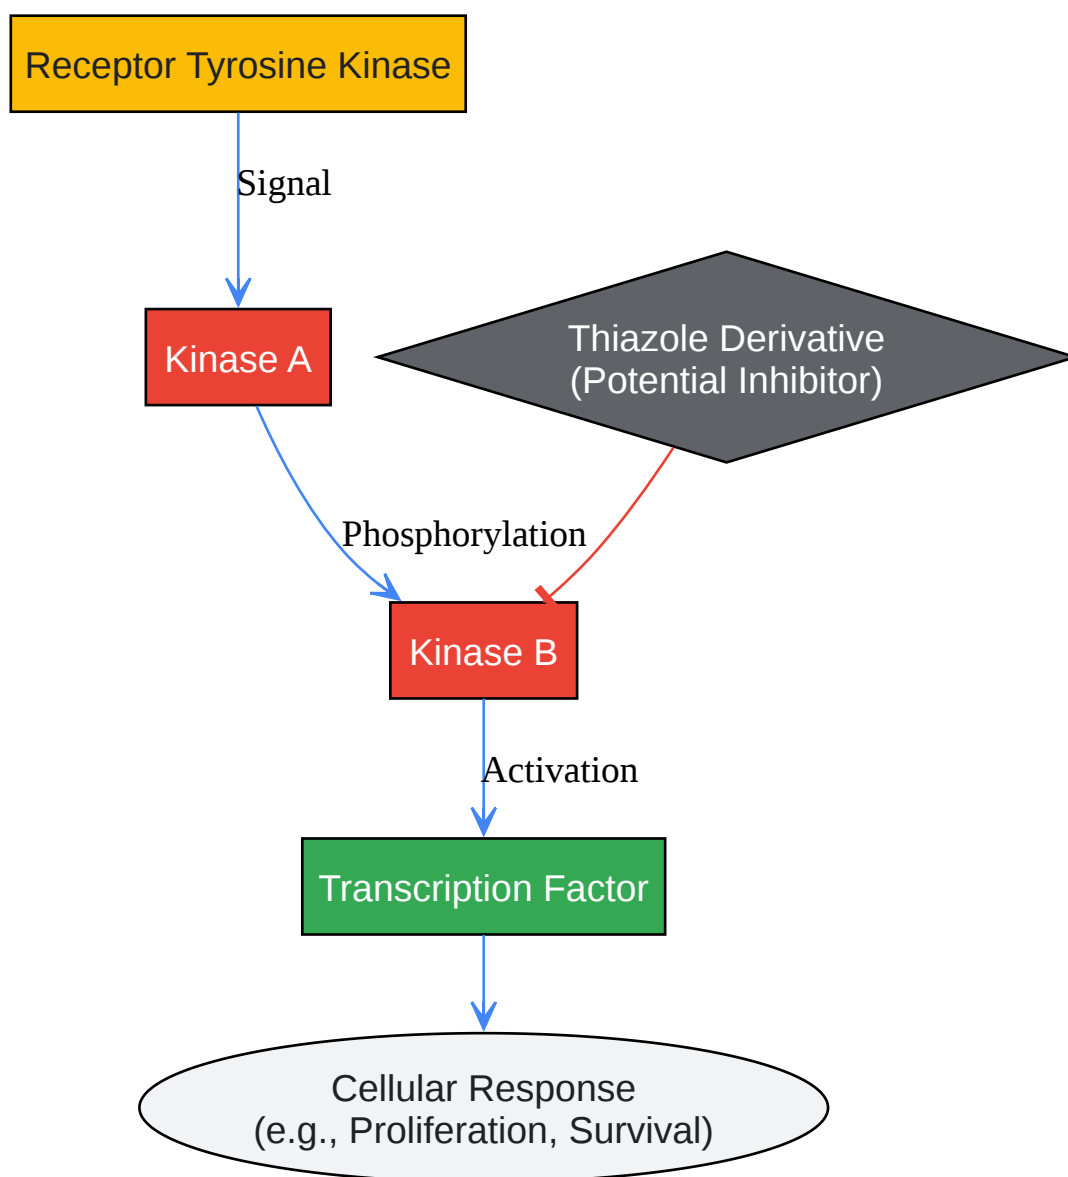 Receptor Tyrosine Kinase
Signal
Kinase A
Thiazole Derivative
(Potential Inhibitor)
Phosphorylation
Kinase B
Activation
Transcription Factor
Cellular Response
(e.g., Proliferation, Survival)